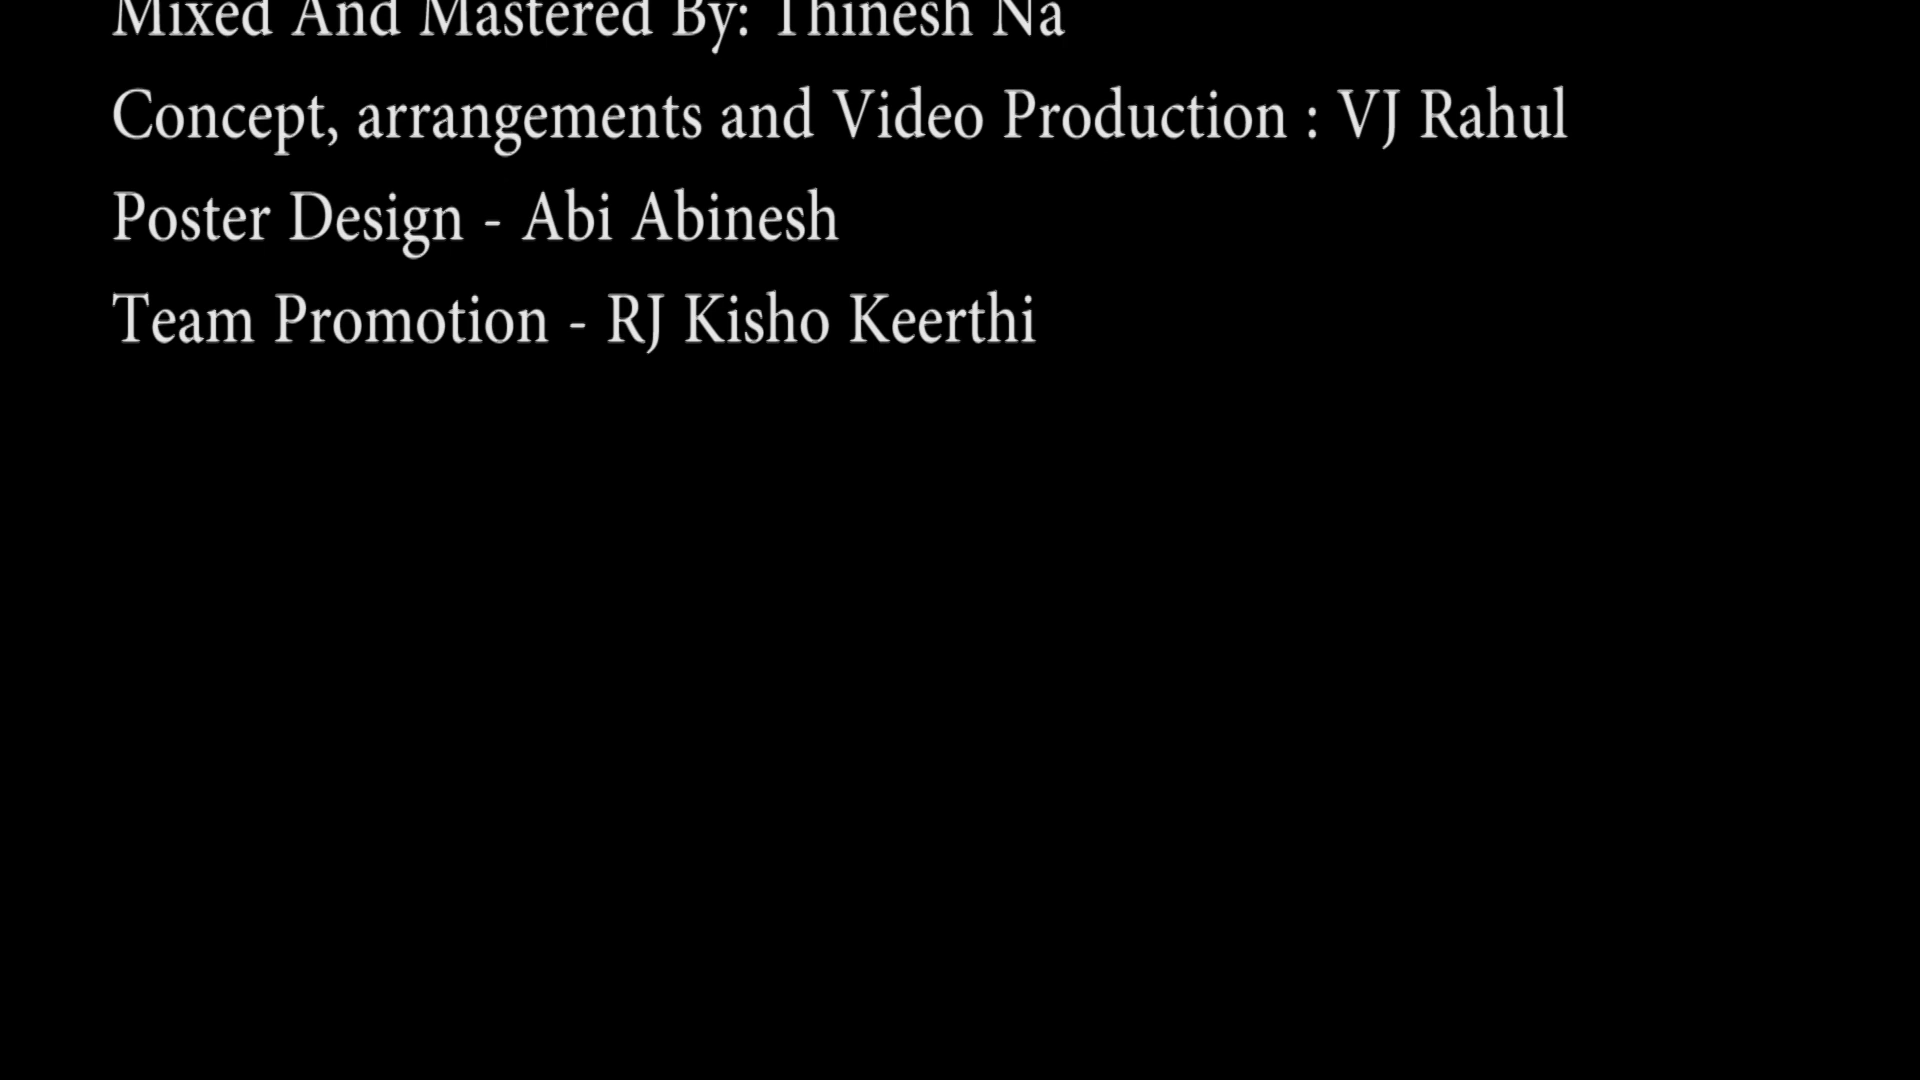 Mixed And Mastered By: Thinesh Na
Concept, arrangements and Video Production : VJ Rahul
Poster Design - Abi Abinesh
Team Promotion - RJ Kisho Keerthi